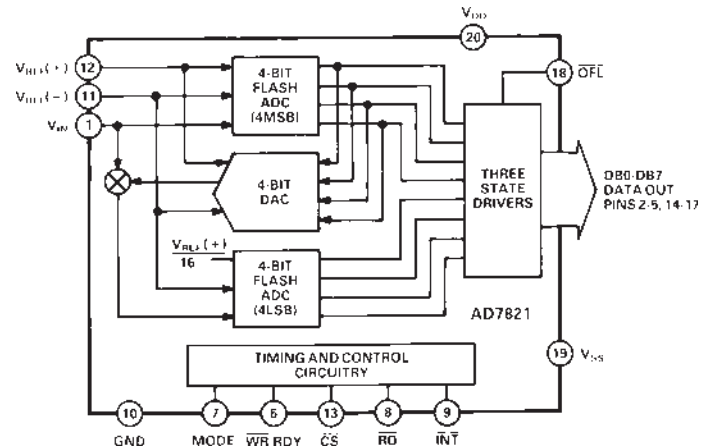 VDD
20
VREF(+) 12
VREF(−) 11
VIN 1
4-BIT
FLASH
ADC
(4MSB)
18 OFL
4-BIT
DAC
THREE
STATE
DRIVERS
DB0-DB7
DATA OUT
PINS 2-5, 14-17
VREF(+)
16
4-BIT
FLASH
ADC
(4LSB)
AD7821
TIMING AND CONTROL
CIRCUITRY
19 VSS
10 7 6 13 8 9
GND MODE WR RDY CS RD INT